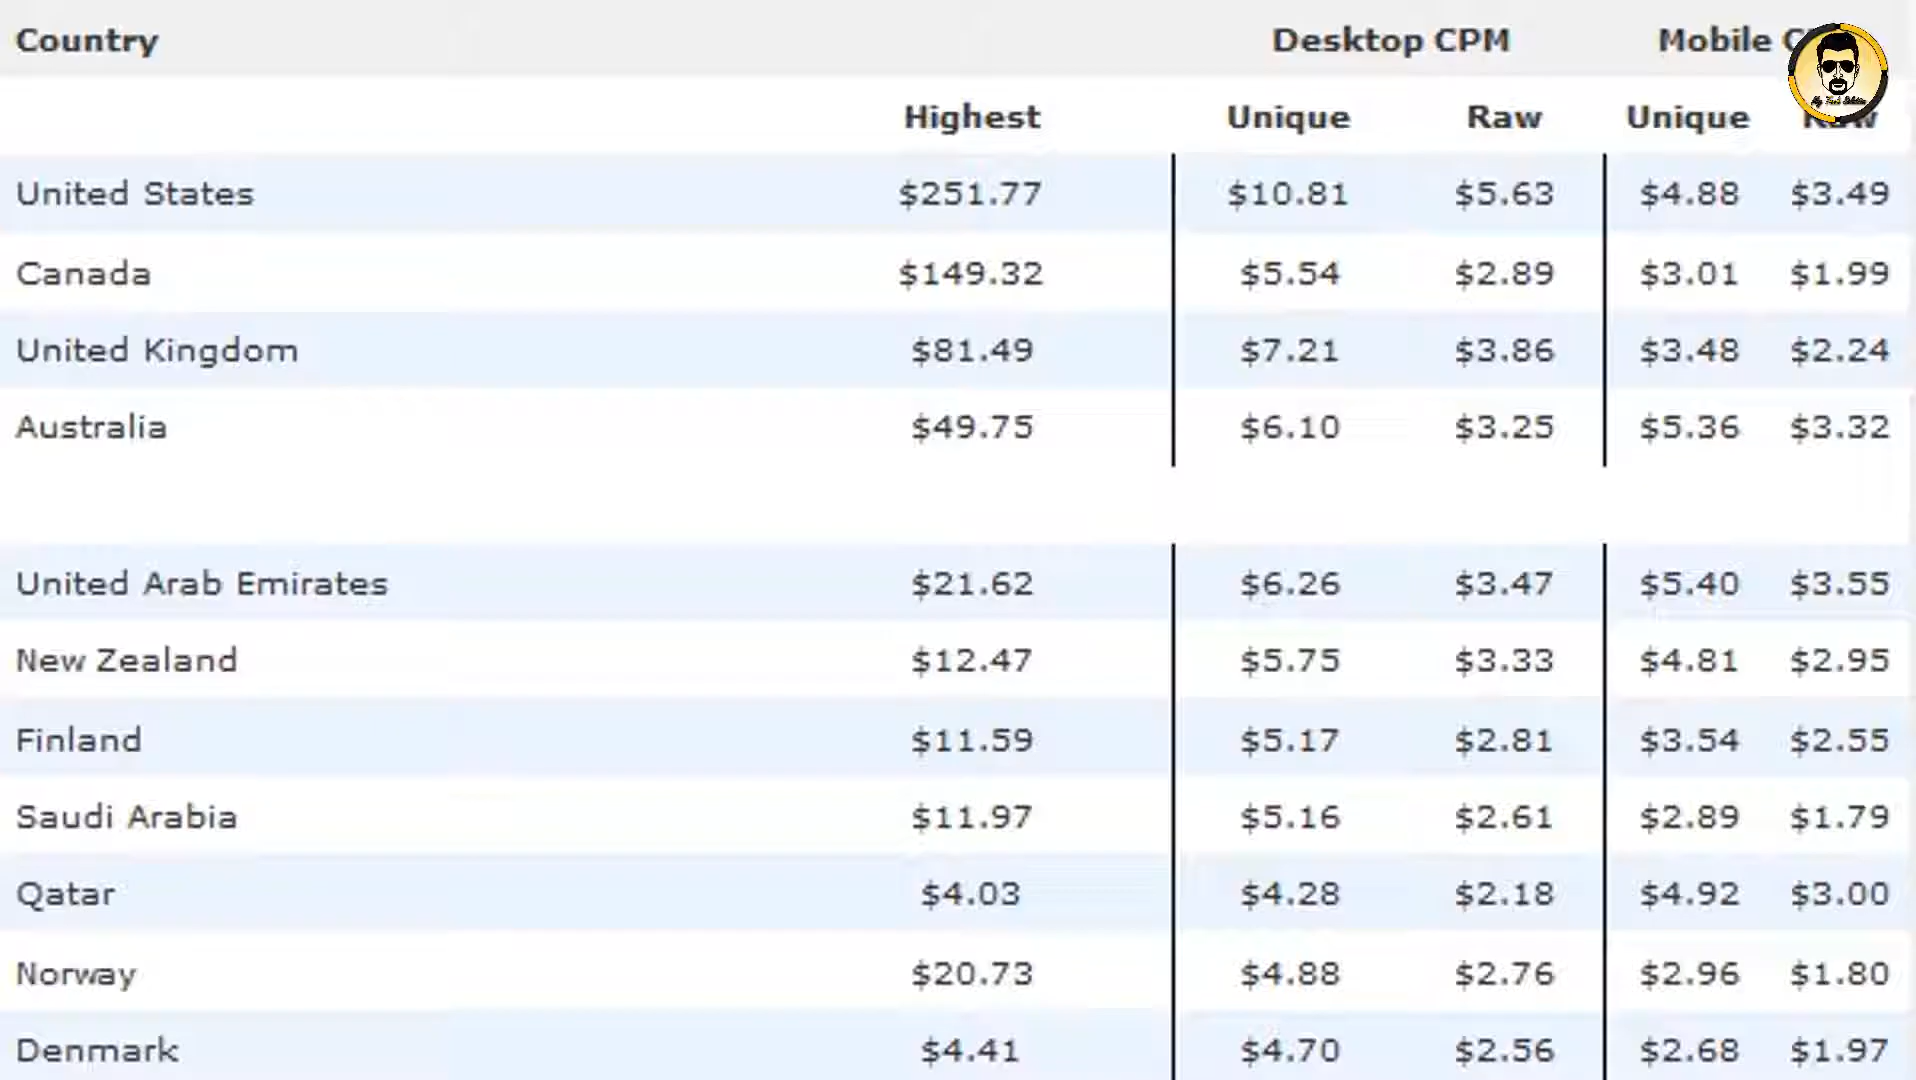 Country Desktop CPM Mobile
Highest Unique Raw Unique Raw
United States $251.77 $10.81 $5.63 $4.88 $3.49
Canada $149.32 $5.54 $2.89 $3.01 $1.99
United Kingdom $81.49 $7.21 $3.86 $3.48 $2.24
Australia $49.75 $6.10 $3.25 $5.36 $3.32
United Arab Emirates $21.62 $6.26 $3.47 $5.40 $3.55
New Zealand $12.47 $5.75 $3.33 $4.81 $2.95
Finland $11.59 $5.17 $2.81 $3.54 $2.55
Saudi Arabia $11.97 $5.16 $2.61 $2.89 $1.79
Qatar $4.03 $4.28 $2.18 $4.92 $3.00
Norway $20.73 $4.88 $2.76 $2.96 $1.80
Denmark $4.41 $4.70 $2.56 $2.68 $1.97